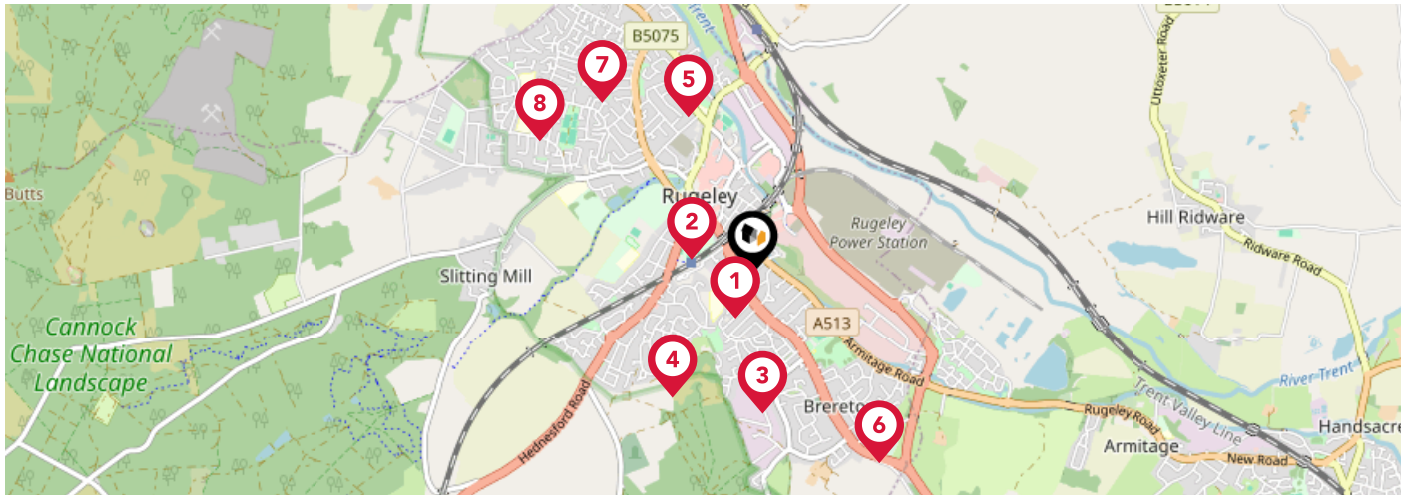 B5075
Uttoxeter Road
7
5
8
Butts
Rugeley
2
Rugeley
Power Station
Hill Ridware
Ridware Road
Slitting Mill
1
A513
Cannock
Chase National
Landscape
4
3
Armitage Road
River Trent
Trent Valley Line
Hednesford Road
Brereto
6
Rugeley Road
Handsacre
Armitage
New Road
Trent